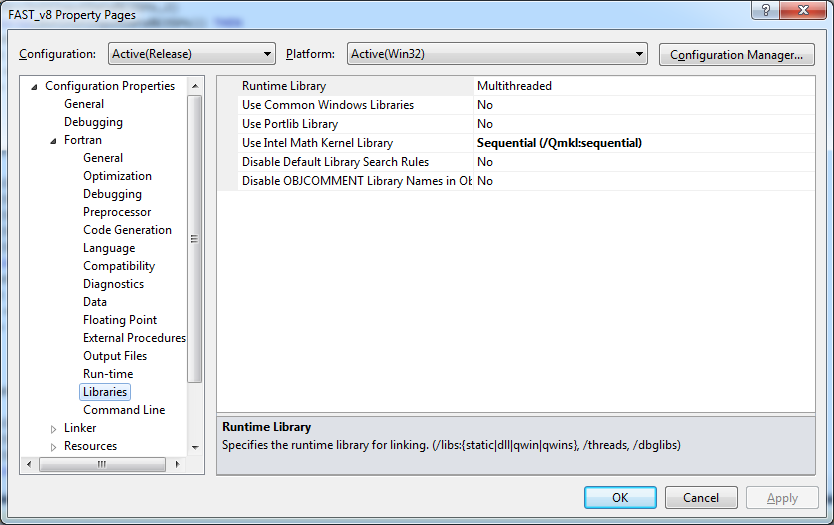 FAST_v8 Property Pages
Configuration: Active(Release) Platform: Active(Win32) Configuration Manager...
Configuration Properties
General
Debugging
Fortran
General
Optimization
Debugging
Preprocessor
Code Generation
Language
Compatibility
Diagnostics
Data
Floating Point
External Procedures
Output Files
Run-time
Libraries
Command Line
Linker
Resources
Runtime Library Multithreaded
Use Common Windows Libraries No
Use Portlib Library No
Use Intel Math Kernel Library Sequential (/Qmkl:sequential)
Disable Default Library Search Rules No
Disable OBJCOMMENT Library Names in Ob No
Runtime Library
Specifies the runtime library for linking. (/libs:{static|dll|qwin|qwins}, /threads, /dbglibs)
OK Cancel Apply